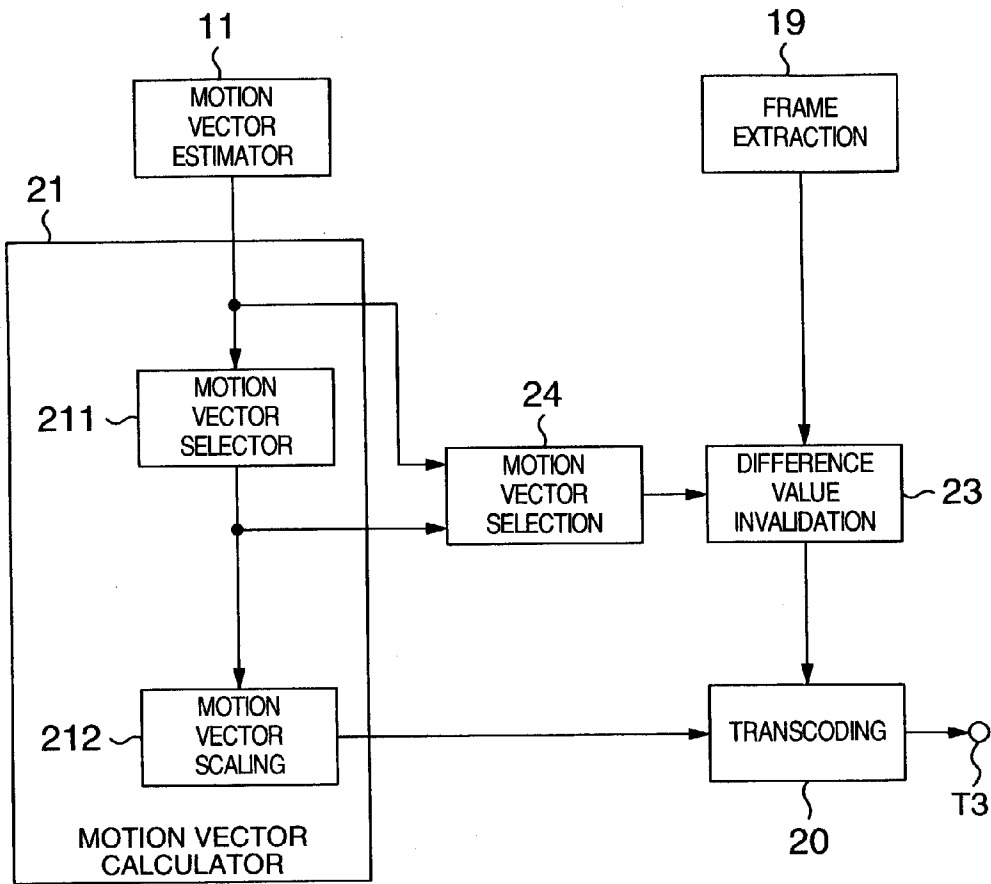 11
MOTION
VECTOR
ESTIMATOR
19
FRAME
EXTRACTION
21
211
MOTION
VECTOR
SELECTOR
24
MOTION
VECTOR
SELECTION
DIFFERENCE
VALUE
INVALIDATION
23
212
MOTION
VECTOR
SCALING
TRANSCODING
T3
20
MOTION VECTOR
CALCULATOR